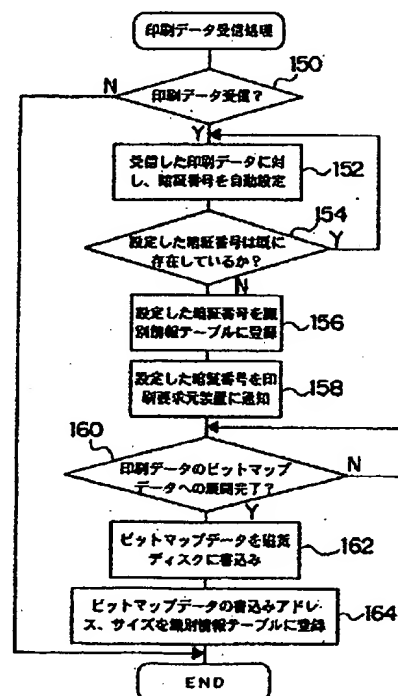 印刷データ受信処理
150
N
印刷データ受信?
Y
受信した印刷データに対
し、暗証番号を自動設定
152
154
設定した暗証番号は既に
存在しているか?
Y
N
設定した暗証番号を識
別情報テーブルに登録
156
設定した暗証番号を印
刷要求元装置に通知
158
160
印刷データのビットマップ
データへの展開完了?
N
Y
ビットマップデータを磁気
ディスクに書込み
162
ビットマップデータの書込みアドレ
ス、サイズを識別情報テーブルに登録
164
END